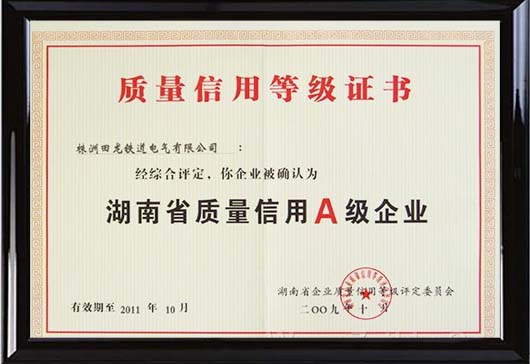 质量信用等级证书
株洲田龙铁道电气有限公司：
经综合评定，你企业被确认为
湖南省质量信用A级企业
湖南省企业质量信用等级评定委员会
有效期至 2011 年 10 月
二〇〇九年十月